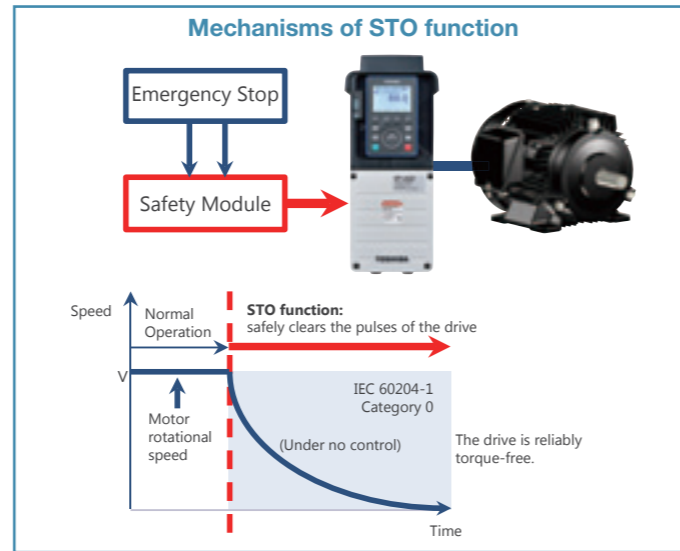 Mechanisms of STO function
Emergency Stop
Safety Module
TOSHIBA
Speed
Normal
Operation
STO function:
safely clears the pulses of the drive
V
IEC 60204-1
Category 0
Motor
rotational
speed
(Under no control)
The drive is reliably
torque-free.
Time